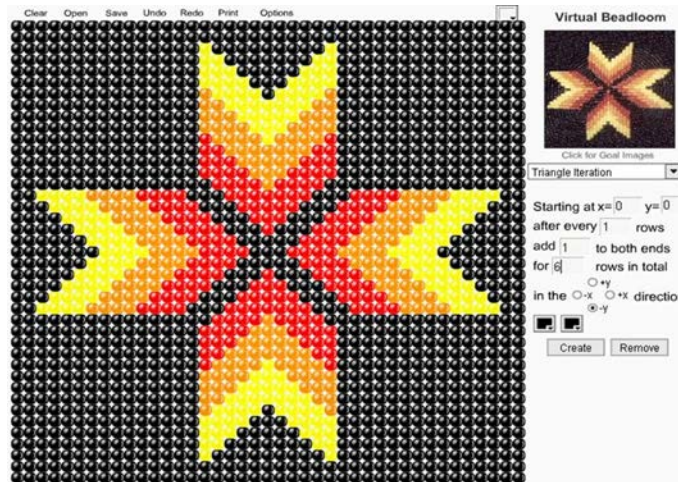 Clear Open Save Undo Redo Print Options
Virtual Beadloom
Click for Goal Images
Triangle Iteration
Starting at x= 0 y= 0
after every 1 rows
add 1 to both ends
for 6 rows in total
+y
in the -x +x directio
-y
Create Remove